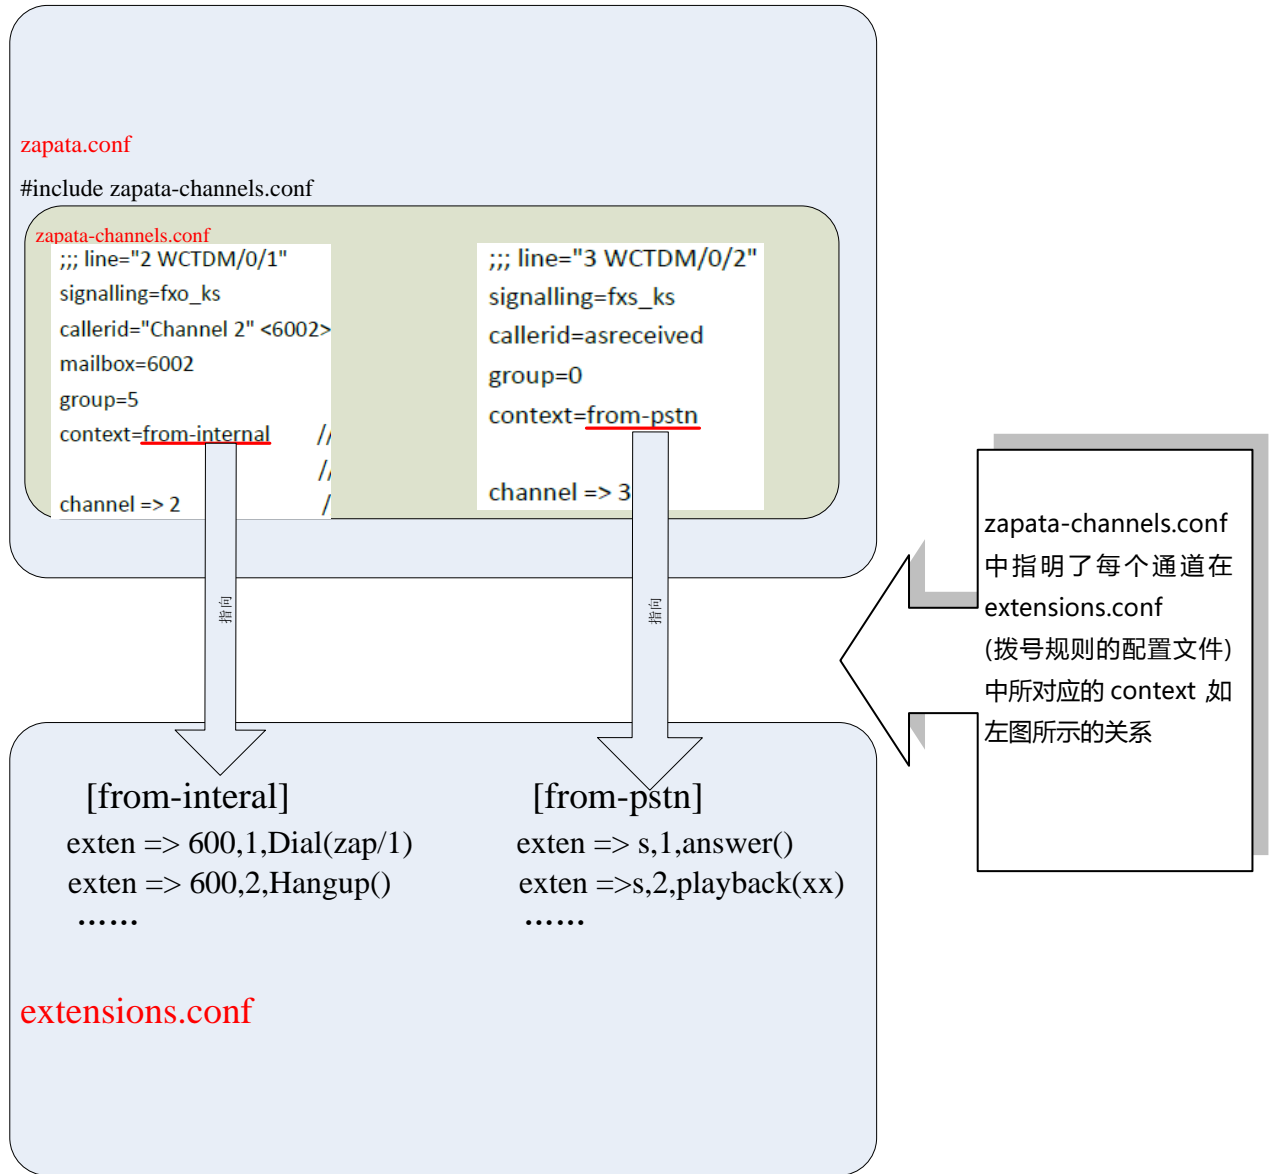 zapata.conf
#include zapata-channels.conf
zapata-channels.conf
;;; line="2 WCTDM/0/1"
signalling=fxo_ks
callerid="Channel 2" <6002>
mailbox=6002
group=5
context=from-internal //
//
channel => 2 /
;;; line="3 WCTDM/0/2"
signalling=fxs_ks
callerid=asreceived
group=0
context=from-pstn
channel => 3
指向
指向
zapata-channels.conf
中指明了每个通道在
extensions.conf
(拨号规则的配置文件)
中所对应的 context ,如
左图所示的关系
[from-interal]
exten => 600,1,Dial(zap/1)
exten => 600,2,Hangup()
……
[from-pstn]
exten => s,1,answer()
exten =>s,2,playback(xx)
……
extensions.conf